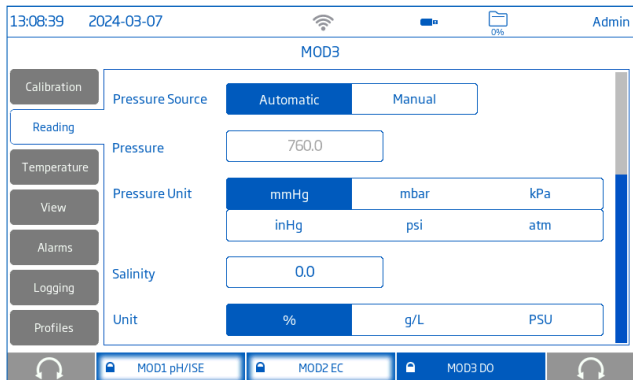 13:08:39 2024-03-07 0% Admin
MOD3
Calibration
Reading
Temperature
View
Alarms
Logging
Profiles
Pressure Source Automatic Manual
Pressure 760.0
Pressure Unit mmHg mbar kPa
inHg psi atm
Salinity 0.0
Unit % g/L PSU
MOD1 pH/ISE MOD2 EC MOD3 DO